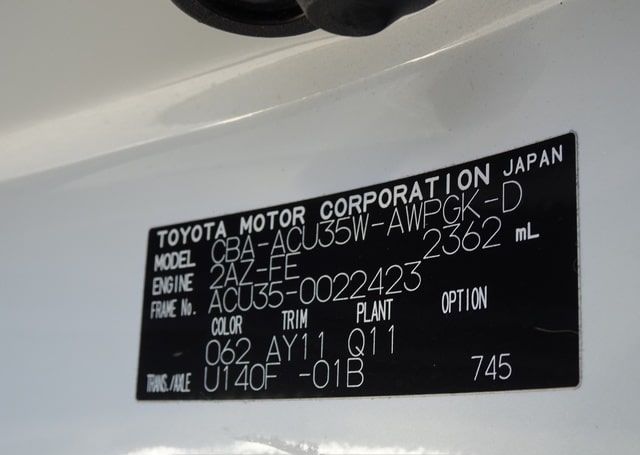 TOYOTA MOTOR CORPORATION JAPAN
MODEL CBA-ACU35W-AWPGK-D
ENGINE 2AZ-FE 2362 mL
FRAME No. ACU35-0022423
COLOR TRIM PLANT OPTION
062 AY11 Q11
TRANS./AXLE U140F -01B 745